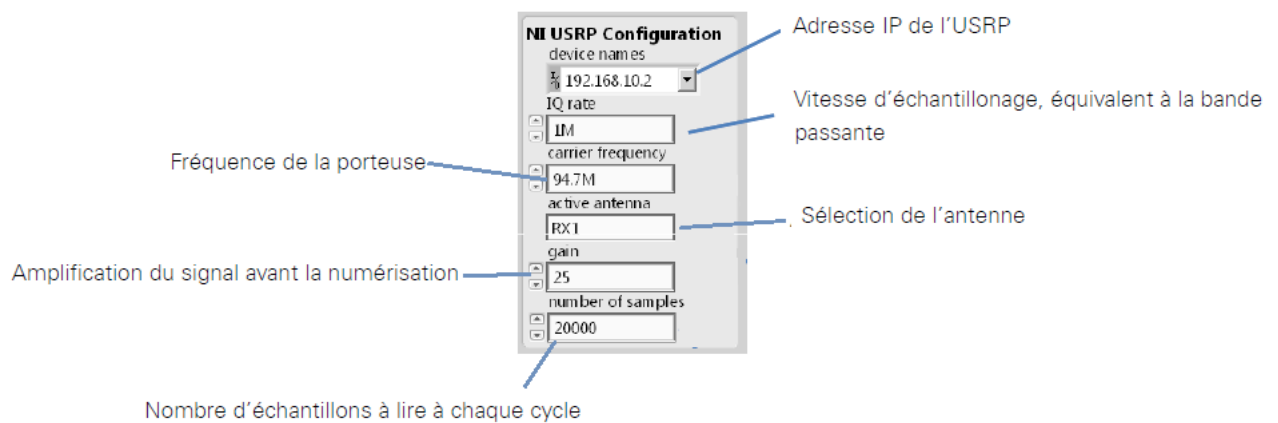 NI USRP Configuration
device names
192.168.10.2
IQ rate
1M
carrier frequency
94.7M
active antenna
RX1
gain
25
number of samples
20000
Adresse IP de l'USRP
Vitesse d'échantillonage, équivalent à la bande
passante
Fréquence de la porteuse
Sélection de l'antenne
Amplification du signal avant la numérisation
Nombre d'échantillons à lire à chaque cycle